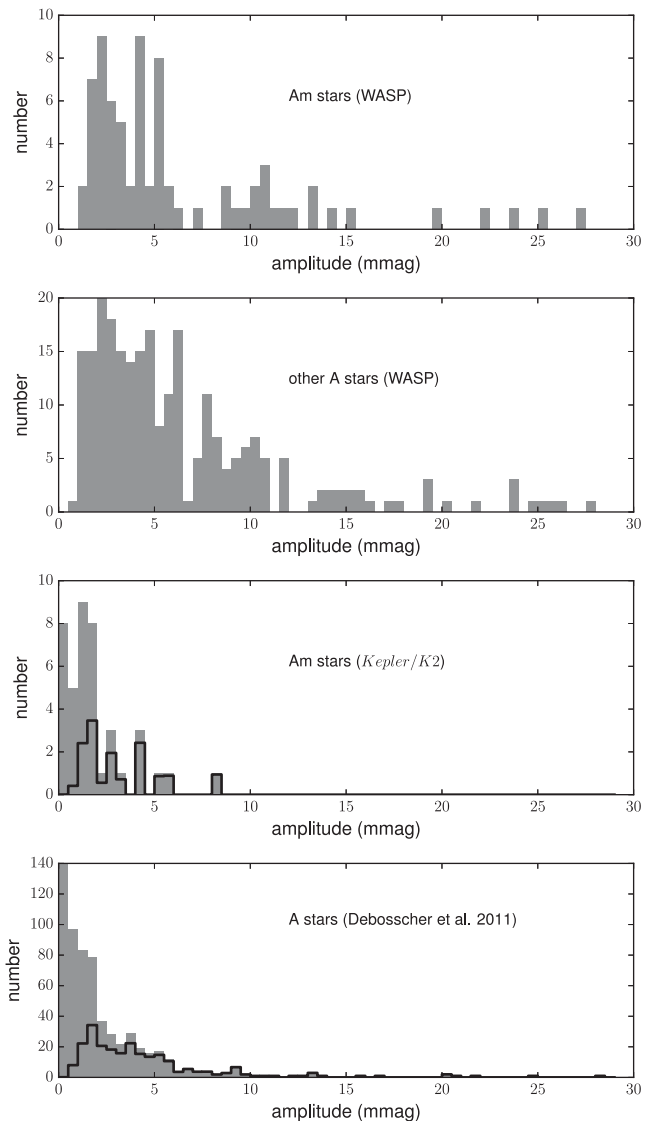 10
8
6
4
2
0
number
Am stars (WASP)
0 5 10 15 20 25 30
amplitude (mmag)
20
15
10
5
0
number
other A stars (WASP)
0 5 10 15 20 25 30
amplitude (mmag)
10
8
6
4
2
0
number
Am stars (Kepler/K2)
0 5 10 15 20 25 30
amplitude (mmag)
140
120
100
80
60
40
20
0
number
A stars (Debosscher et al. 2011)
0 5 10 15 20 25 30
amplitude (mmag)